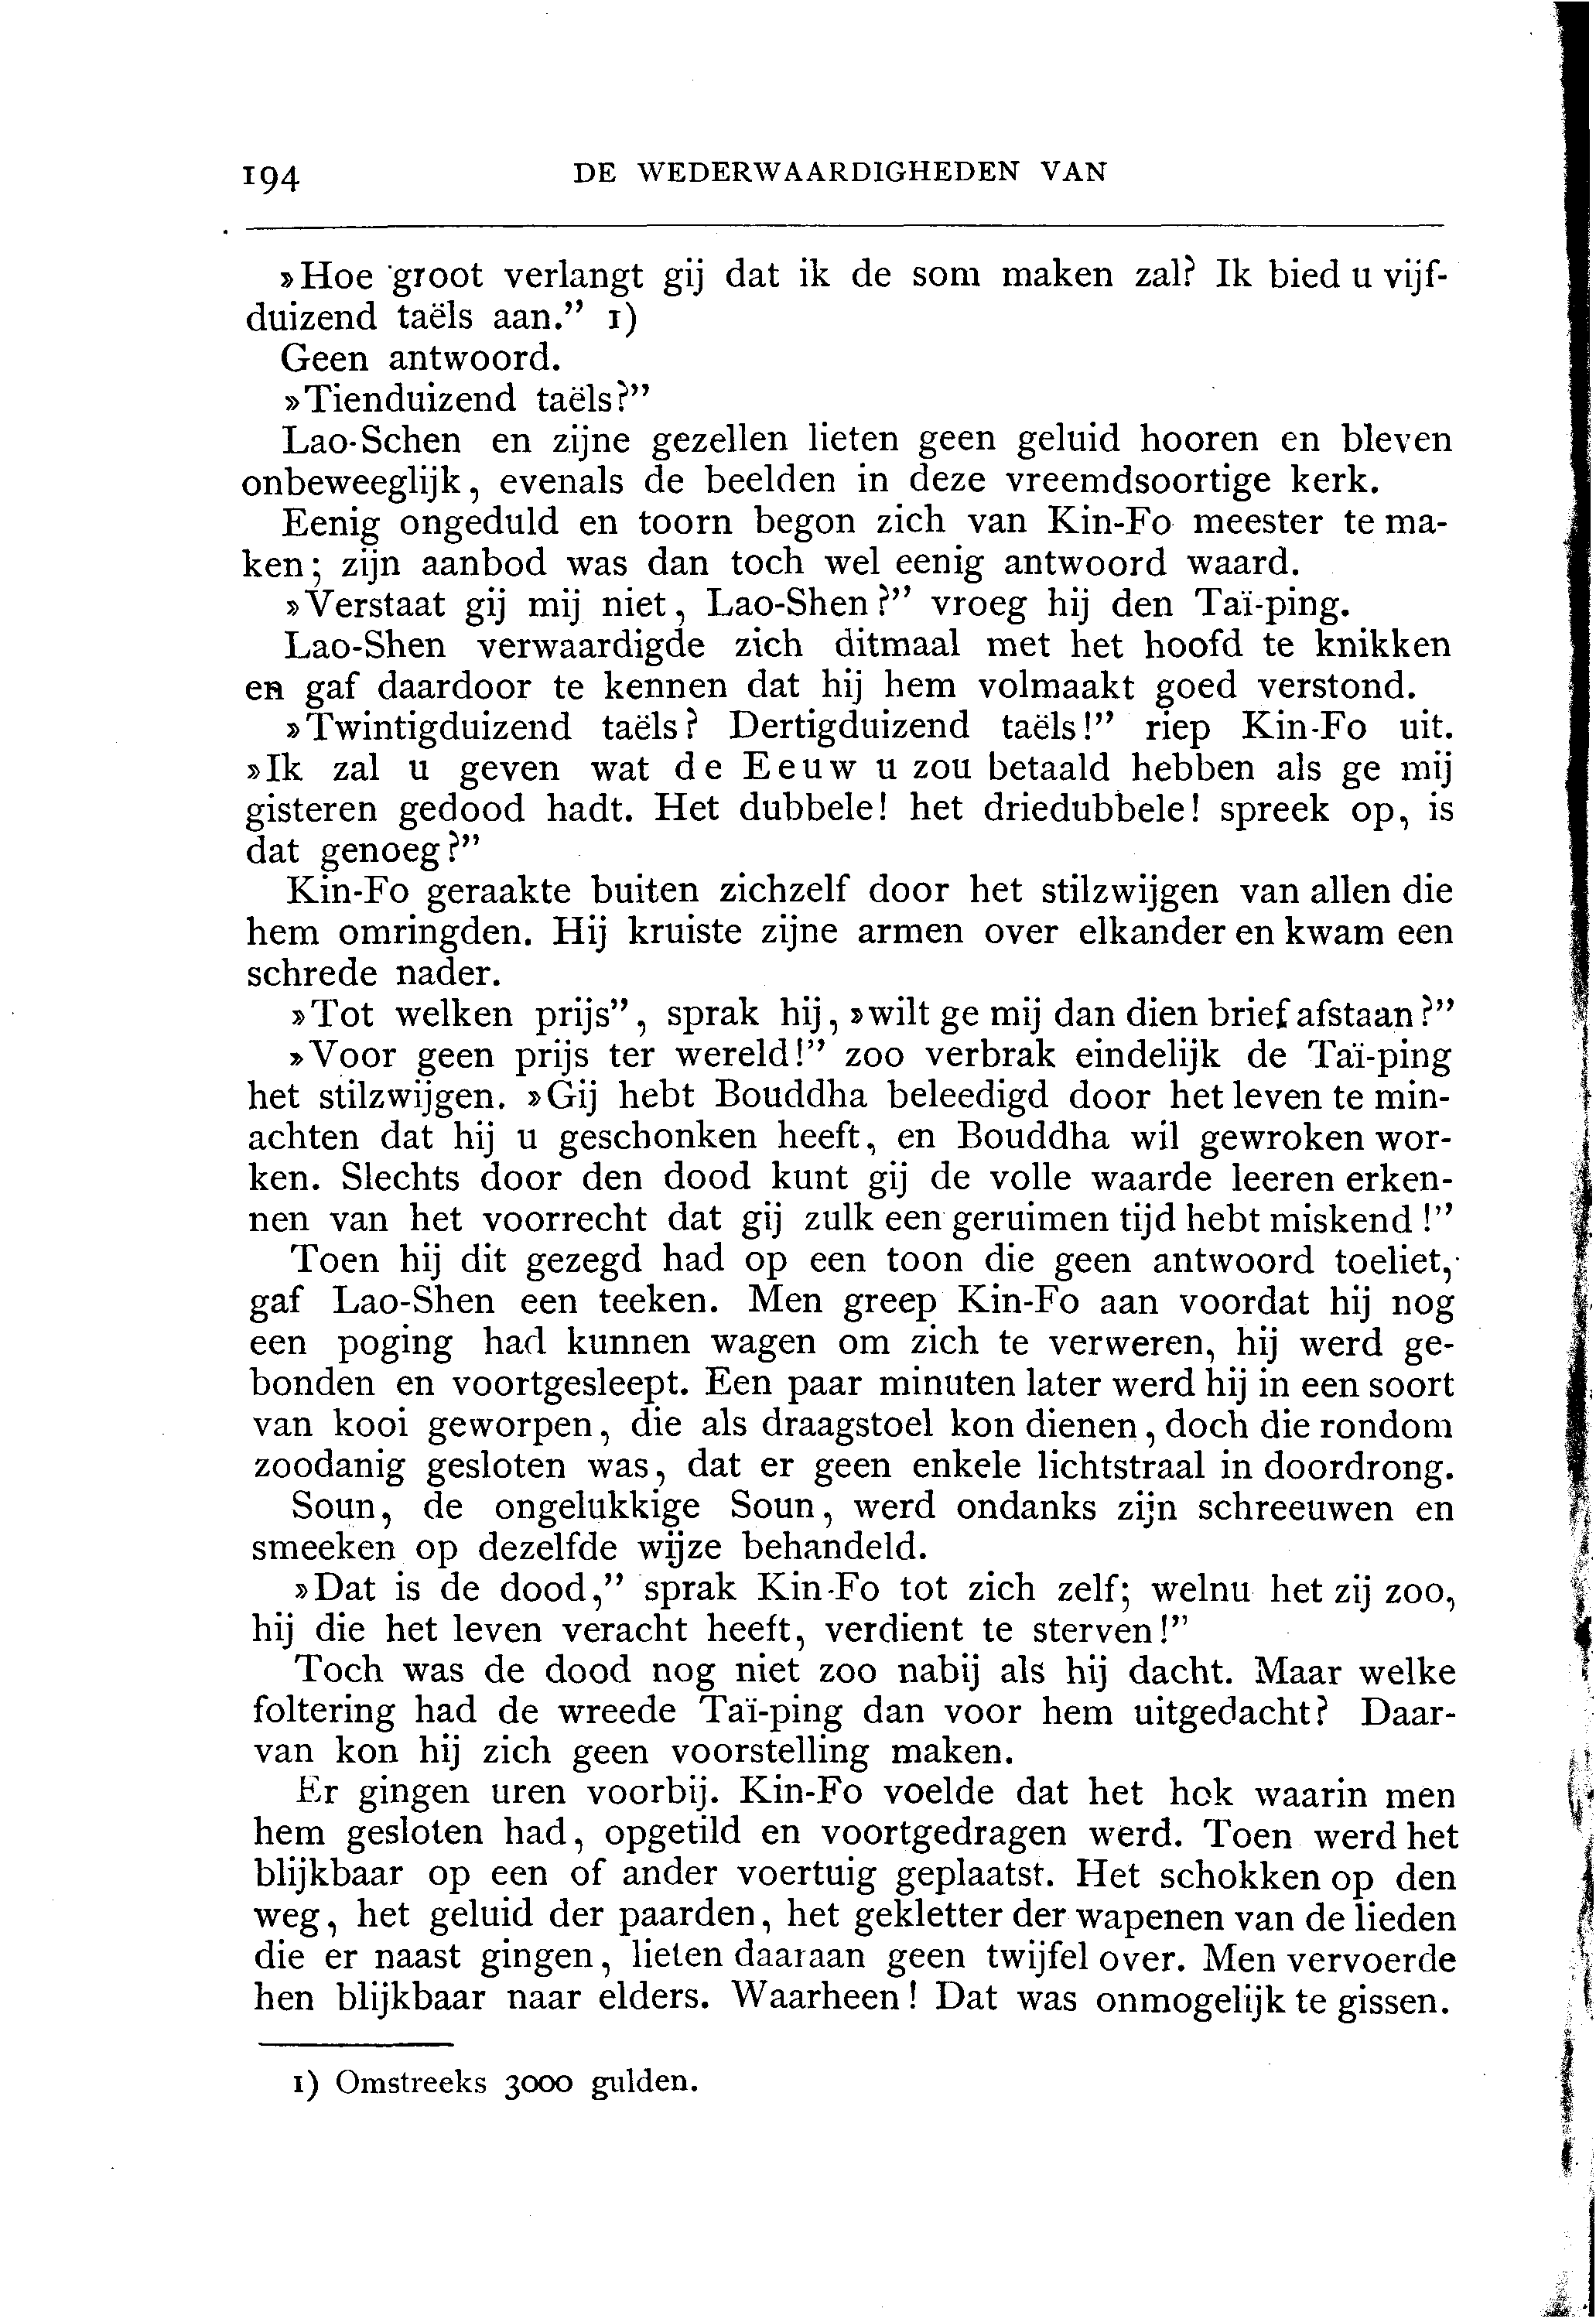 194 DE WEDERWAARDIGHEDEN VAN
»Hoe groot verlangt gij dat ik de som maken zal? Ik bied u vijf-
duizend taëls aan.” 1)
Geen antwoord.
»Tienduizend taëls?”
Lao-Schen en zijne gezellen lieten geen geluid hooren en bleven
onbeweeglijk, evenals de beelden in deze vreemdsoortige kerk.
Eenig ongeduld en toorn begon zich van Kin-Fo meester te ma-
ken; zijn aanbod was dan toch wel eenig antwoord waard.
»Verstaat gij mij niet, Lao-Shen?” vroeg hij den Taï-ping.
Lao-Shen verwaardigde zich ditmaal met het hoofd te knikken
en gaf daardoor te kennen dat hij hem volmaakt goed verstond.
»Twintigduizend taëls? Dertigduizend taëls!” riep Kin-Fo uit.
»Ik zal u geven wat de Eeuw u zou betaald hebben als ge mij
gisteren gedood hadt. Het dubbele! het driedubbele! spreek op, is
dat genoeg?”
Kin-Fo geraakte buiten zichzelf door het stilzwijgen van allen die
hem omringden. Hij kruiste zijne armen over elkander en kwam een
schrede nader.
»Tot welken prijs”, sprak hij, »wilt ge mij dan dien brief afstaan?”
»Voor geen prijs ter wereld!” zoo verbrak eindelijk de Taï-ping
het stilzwijgen. »Gij hebt Bouddha beleedigd door het leven te min-
achten dat hij u geschonken heeft, en Bouddha wil gewroken wor-
ken. Slechts door den dood kunt gij de volle waarde leeren erken-
nen van het voorrecht dat gij zulk een geruimen tijd hebt miskend!”
Toen hij dit gezegd had op een toon die geen antwoord toeliet,
gaf Lao-Shen een teeken. Men greep Kin-Fo aan voordat hij nog
een poging had kunnen wagen om zich te verweren, hij werd ge-
bonden en voortgesleept. Een paar minuten later werd hij in een soort
van kooi geworpen, die als draagstoel kon dienen, doch die rondom
zoodanig gesloten was, dat er geen enkele lichtstraal in doordrong.
Soun, de ongelukkige Soun, werd ondanks zijn schreeuwen en
smeeken op dezelfde wijze behandeld.
»Dat is de dood,” sprak Kin-Fo tot zich zelf; welnu het zij zoo,
hij die het leven veracht heeft, verdient te sterven!”
Toch was de dood nog niet zoo nabij als hij dacht. Maar welke
foltering had de wreede Taï-ping dan voor hem uitgedacht? Daar-
van kon hij zich geen voorstelling maken.
Er gingen uren voorbij. Kin-Fo voelde dat het hok waarin men
hem gesloten had, opgetild en voortgedragen werd. Toen werd het
blijkbaar op een of ander voertuig geplaatst. Het schokken op den
weg, het geluid der paarden, het gekletter der wapenen van de lieden
die er naast gingen, lieten daaraan geen twijfel over. Men vervoerde
hen blijkbaar naar elders. Waarheen! Dat was onmogelijk te gissen.
1) Omstreeks 3000 gulden.